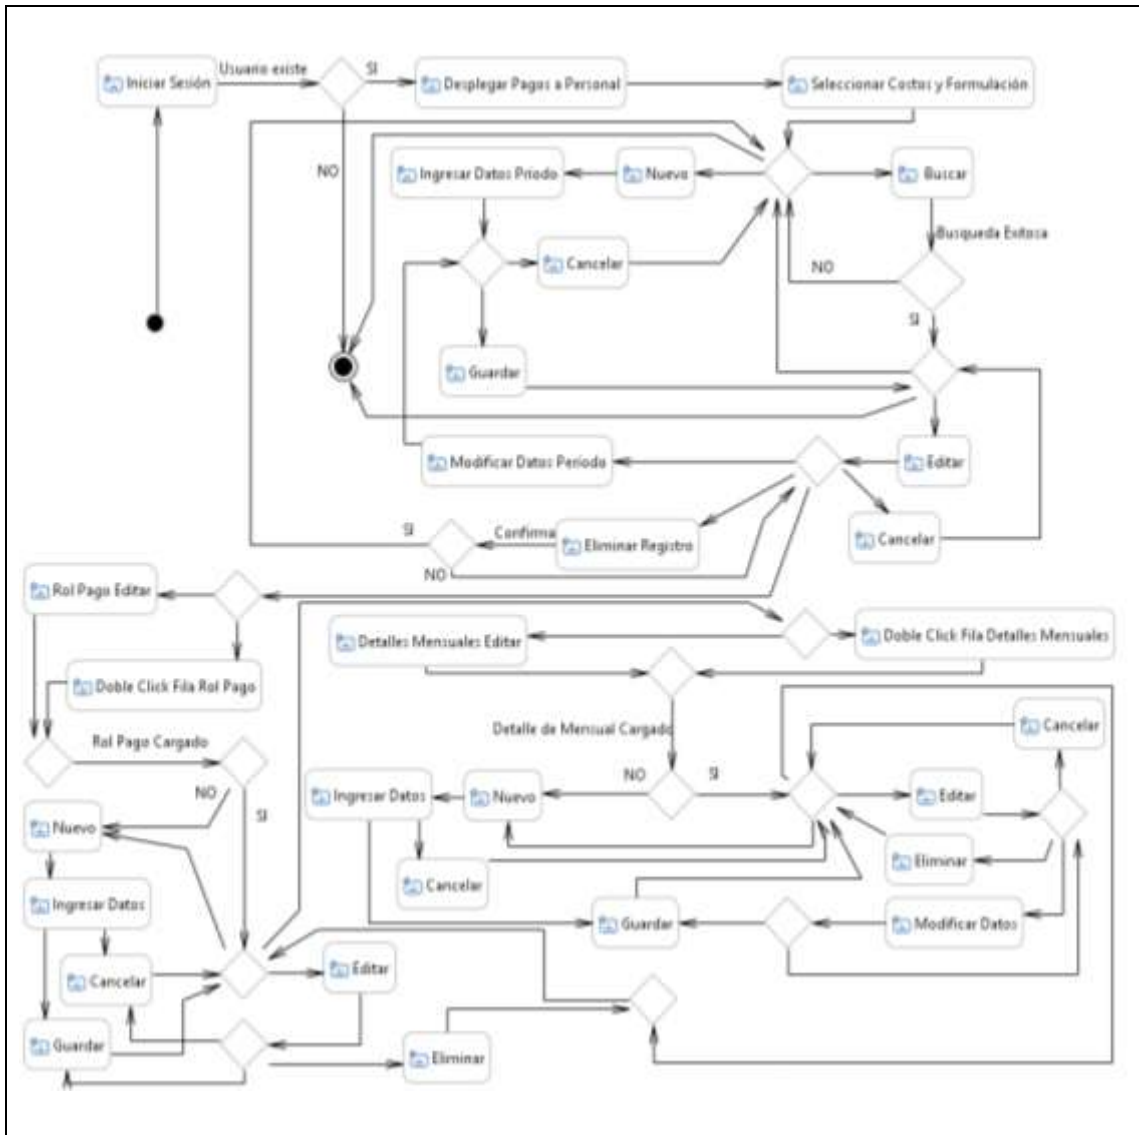 Iniciar Sesión
Usuario existe
SI
Desplegar Pagos a Personal
Seleccionar Costos y Formulación
NO
Ingresar Datos Priodo
Nuevo
Buscar
Busqueda Exitosa
Cancelar
NO
SI
Guardar
Modificar Datos Período
Editar
SI
Confirma
Eliminar Registro
Cancelar
NO
Rol Pago Editar
Detalles Mensuales Editar
Doble Click Fila Detalles Mensuales
Doble Click Fila Rol Pago
Detalle de Mensual Cargado
Cancelar
Rol Pago Cargado
NO
SI
Ingresar Datos
Nuevo
Editar
NO
SI
Nuevo
Eliminar
Cancelar
Ingresar Datos
Guardar
Modificar Datos
Cancelar
Editar
Guardar
Eliminar